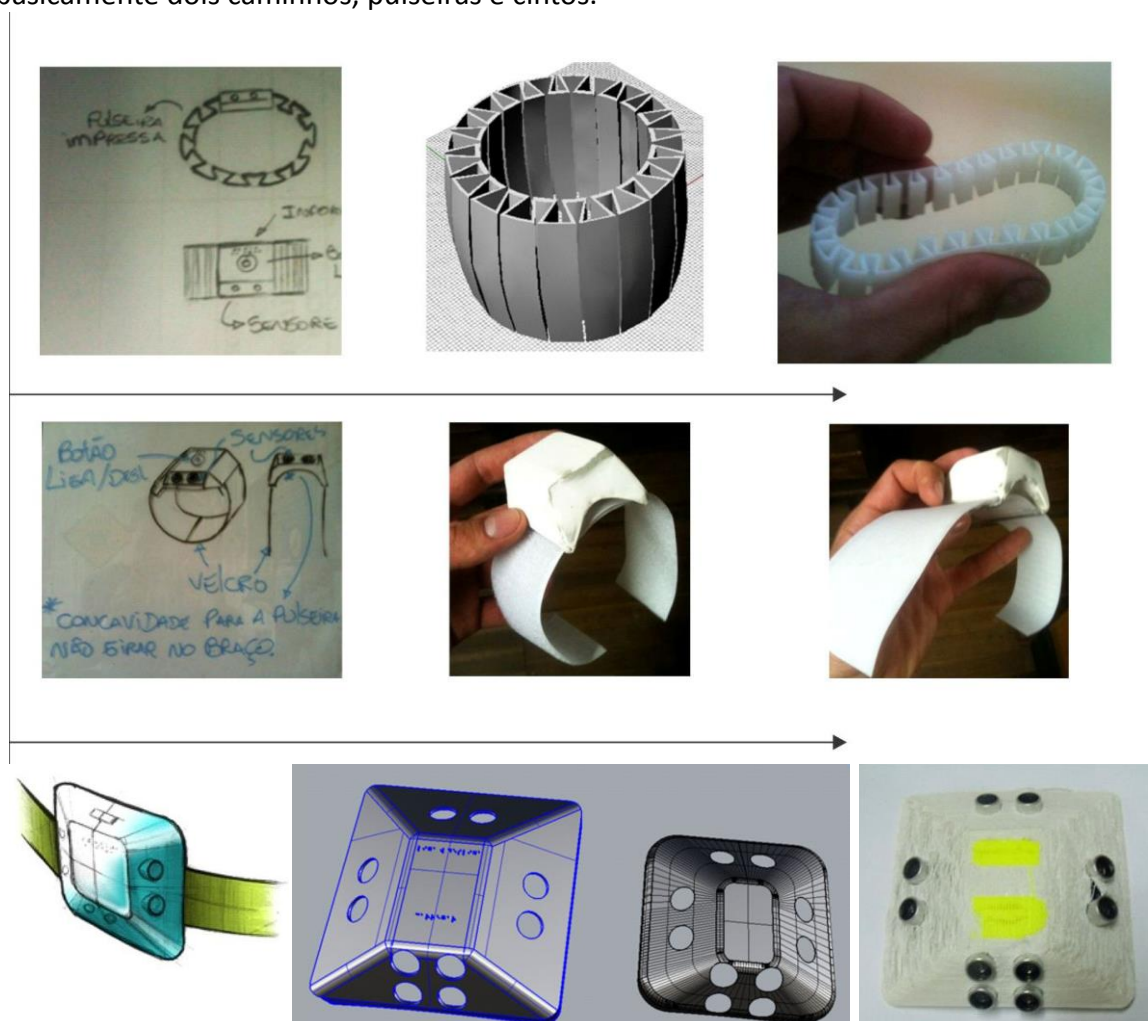 basicamente dois caminhos, pulseiras e cintos.
PULSEIRA
IMPRESSA
SENSORE
SENSORES
BOTÃO
LIGA/DESL
VELCRO
* CONCAVIDADE PARA A PULSEIRA
NÃO GIRAR NO BRAÇO.